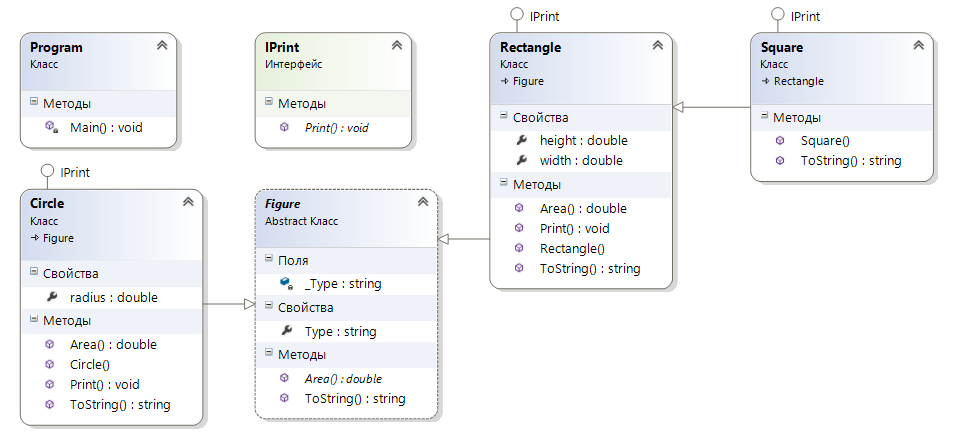 Program
Класс
Методы
Main() : void
IPrint
Интерфейс
Методы
Print() : void
IPrint
Rectangle
Класс
Figure
Свойства
height : double
width : double
Методы
Area() : double
Print() : void
Rectangle()
ToString() : string
IPrint
Square
Класс
Rectangle
Методы
Square()
ToString() : string
IPrint
Circle
Класс
Figure
Свойства
radius : double
Методы
Area() : double
Circle()
Print() : void
ToString() : string
Figure
Abstract Класс
Поля
_Type : string
Свойства
Type : string
Методы
Area() : double
ToString() : string